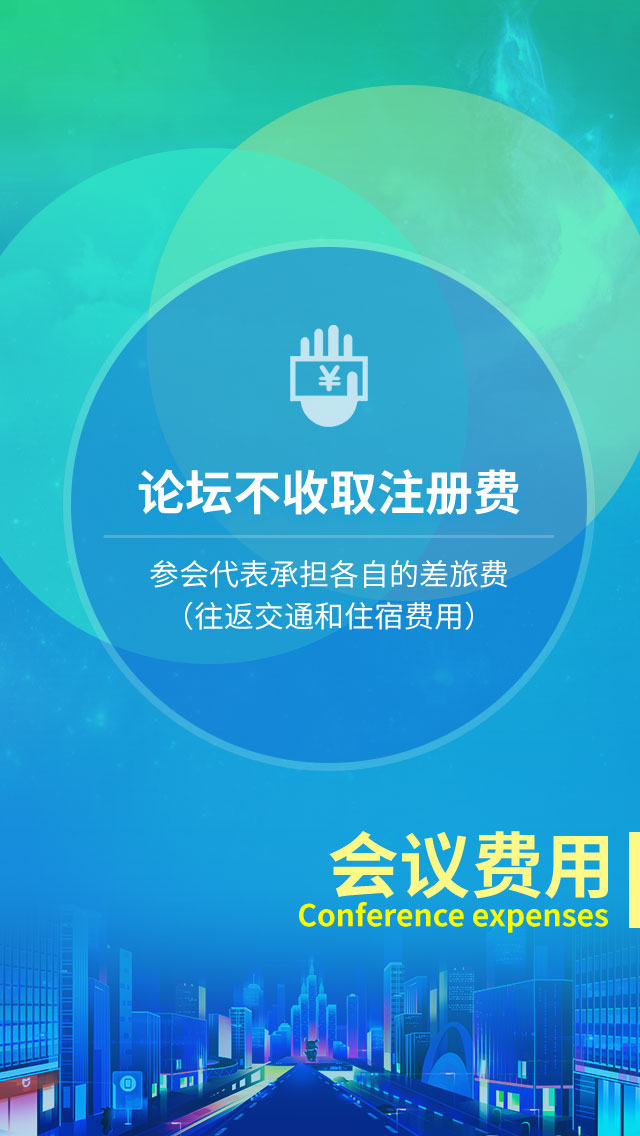 ¥
论坛不收取注册费
参会代表承担各自的差旅费
（往返交通和住宿费用）
会议费用
Conference expenses